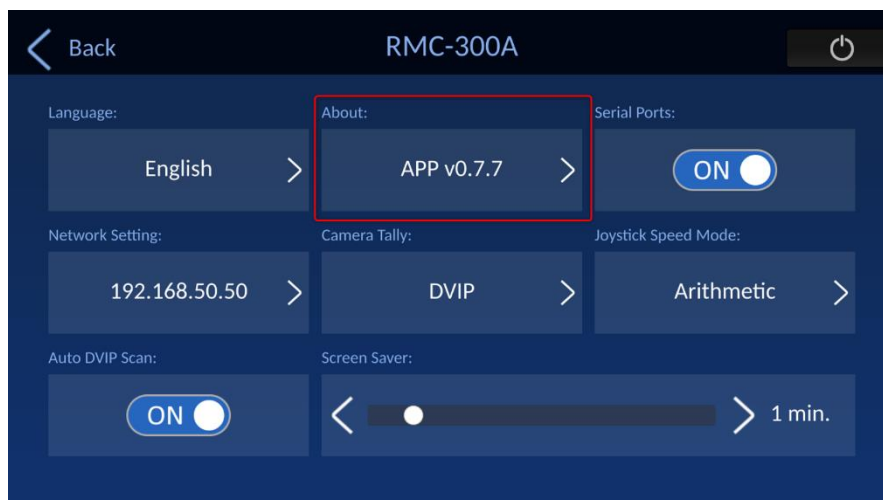 Back
RMC-300A
Language:
About:
Serial Ports:
English
APP v0.7.7
ON
Network Setting:
Camera Tally:
Joystick Speed Mode:
192.168.50.50
DVIP
Arithmetic
Auto DVIP Scan:
Screen Saver:
ON
1 min.